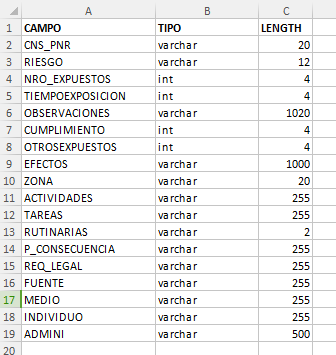 A B C
1 CAMPO TIPO LENGTH
2 CNS_PNR varchar 20
3 RIESGO varchar 12
4 NRO_EXPUESTOS int 4
5 TIEMPOEXPOSICION int 4
6 OBSERVACIONES varchar 1020
7 CUMPLIMIENTO int 4
8 OTROSEXPUESTOS int 4
9 EFECTOS varchar 1000
10 ZONA varchar 20
11 ACTIVIDADES varchar 255
12 TAREAS varchar 255
13 RUTINARIAS varchar 2
14 P_CONSECUENCIA varchar 255
15 REQ_LEGAL varchar 255
16 FUENTE varchar 255
17 MEDIO varchar 255
18 INDIVIDUO varchar 255
19 ADMINI varchar 500
20